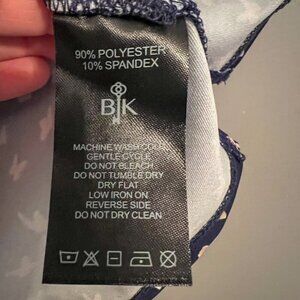 90% POLYESTER
10% SPANDEX
B K
MACHINE WASH COLD
GENTLE CYCLE
DO NOT BLEACH
DO NOT TUMBLE DRY
DRY FLAT
LOW IRON ON
REVERSE SIDE
DO NOT DRY CLEAN